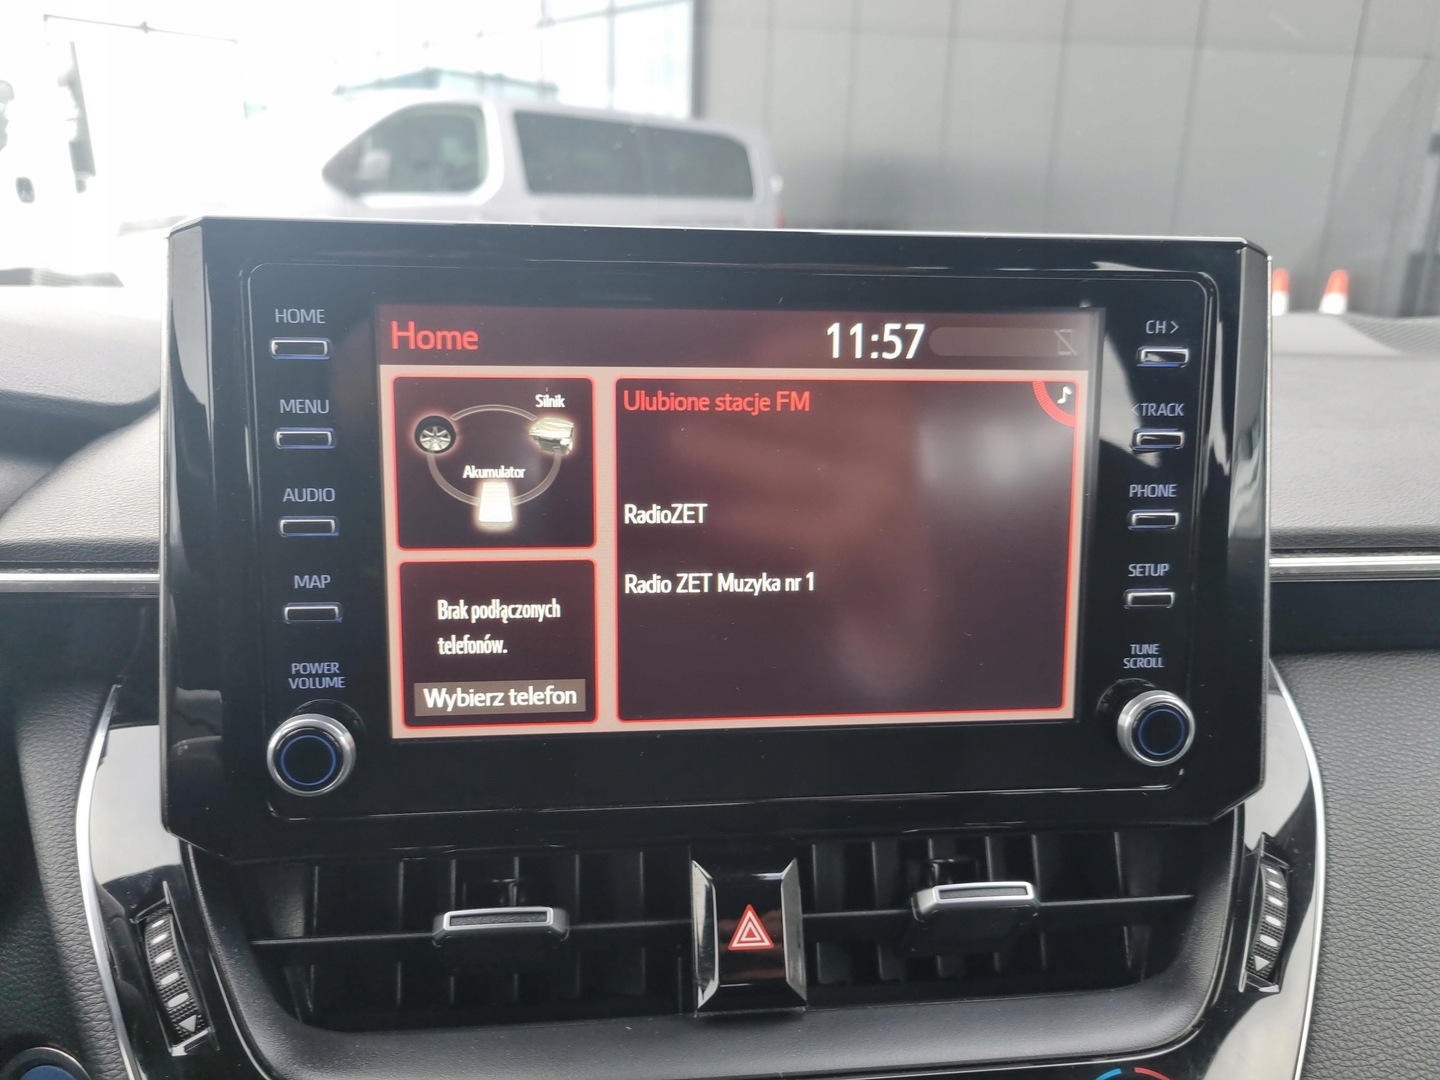 HOME
MENU
AUDIO
MAP
POWER
VOLUME
Home
11:57
Silnik
Akumulator
Brak podłączonych
telefonów.
Wybierz telefon
Ulubione stacje FM
RadioZET
Radio ZET Muzyka nr 1
CH >
<TRACK
PHONE
SETUP
TUNE
SCROLL